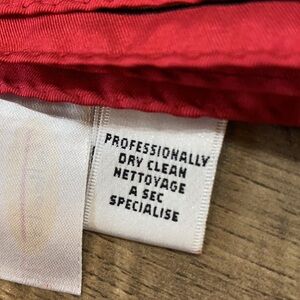 PROFESSIONALLY
DRY CLEAN
NETTOYAGE
A SEC
SPECIALISE